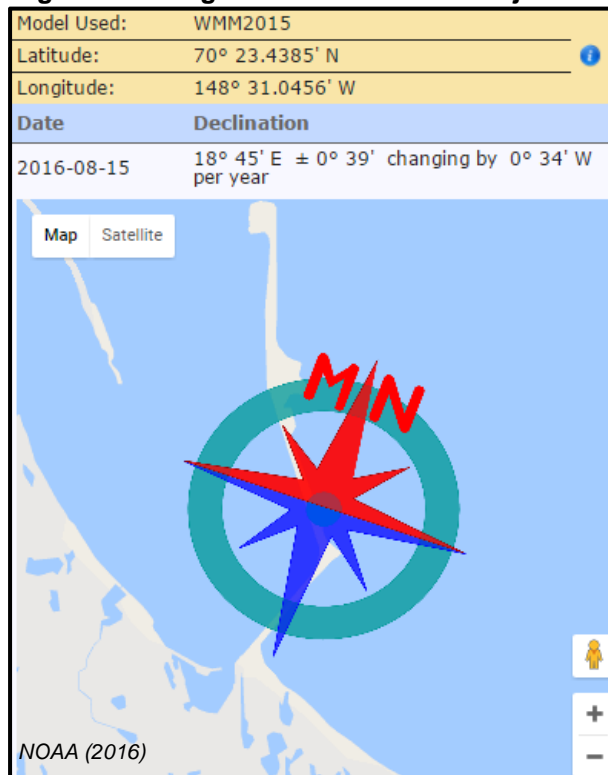 Model Used: WMM2015
Latitude: 70° 23.4385' N
Longitude: 148° 31.0456' W
Date Declination
2016-08-15 18° 45' E ± 0° 39' changing by 0° 34' W
per year
Map Satellite
MN
NOAA (2016)